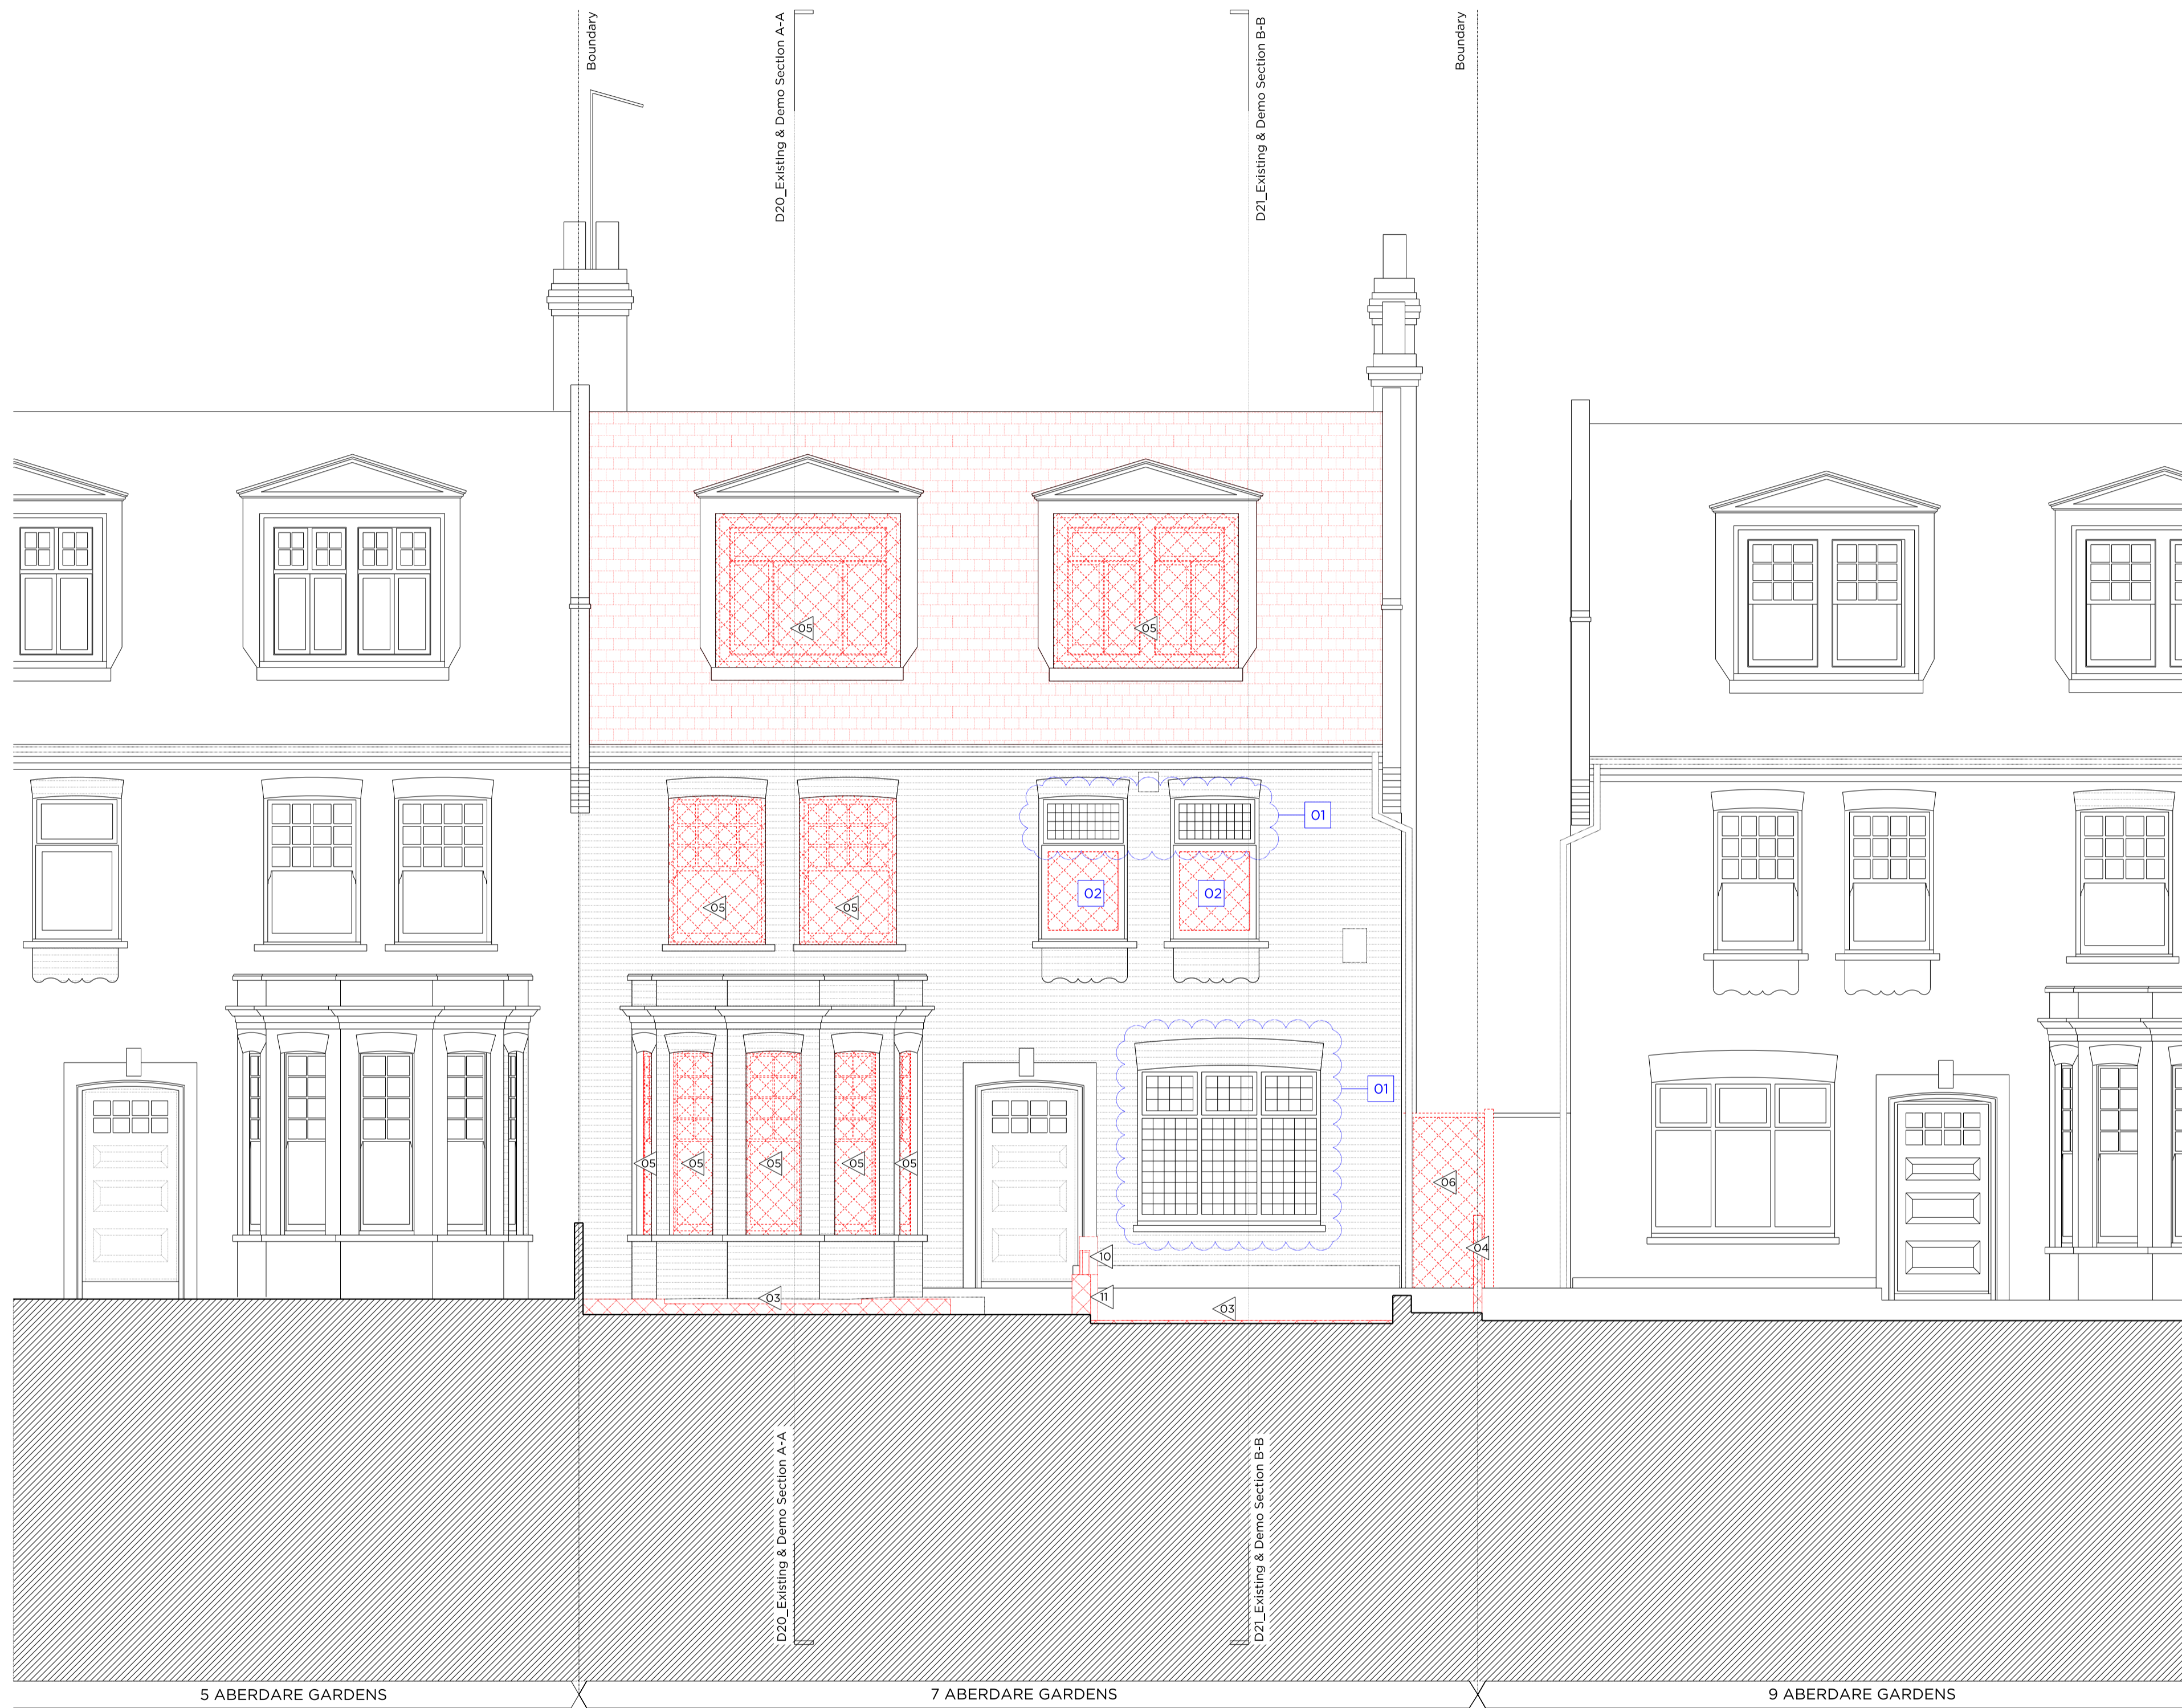 Boundary
D20_Existing & Demo Section A-A
D21_Existing & Demo Section B-B
Boundary
05
05
01
02
02
05
05
01
05
05
05
05
05
06
04
10
11
03
03
D20_Existing & Demo Section A-A
D21_Existing & Demo Section B-B
5 ABERDARE GARDENS
7 ABERDARE GARDENS
9 ABERDARE GARDENS